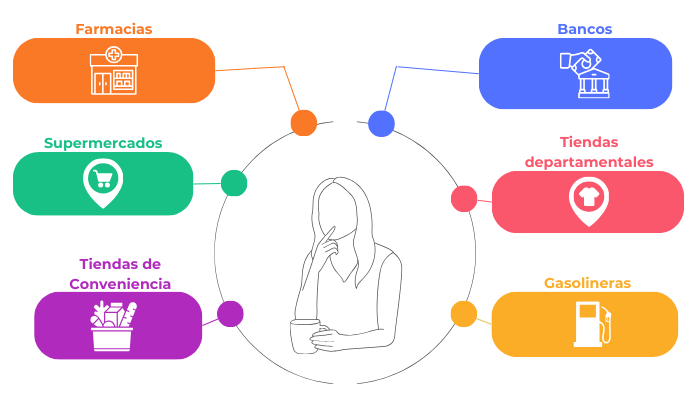 Farmacias
Bancos
Supermercados
Tiendas
departamentales
Tiendas de
Conveniencia
Gasolineras